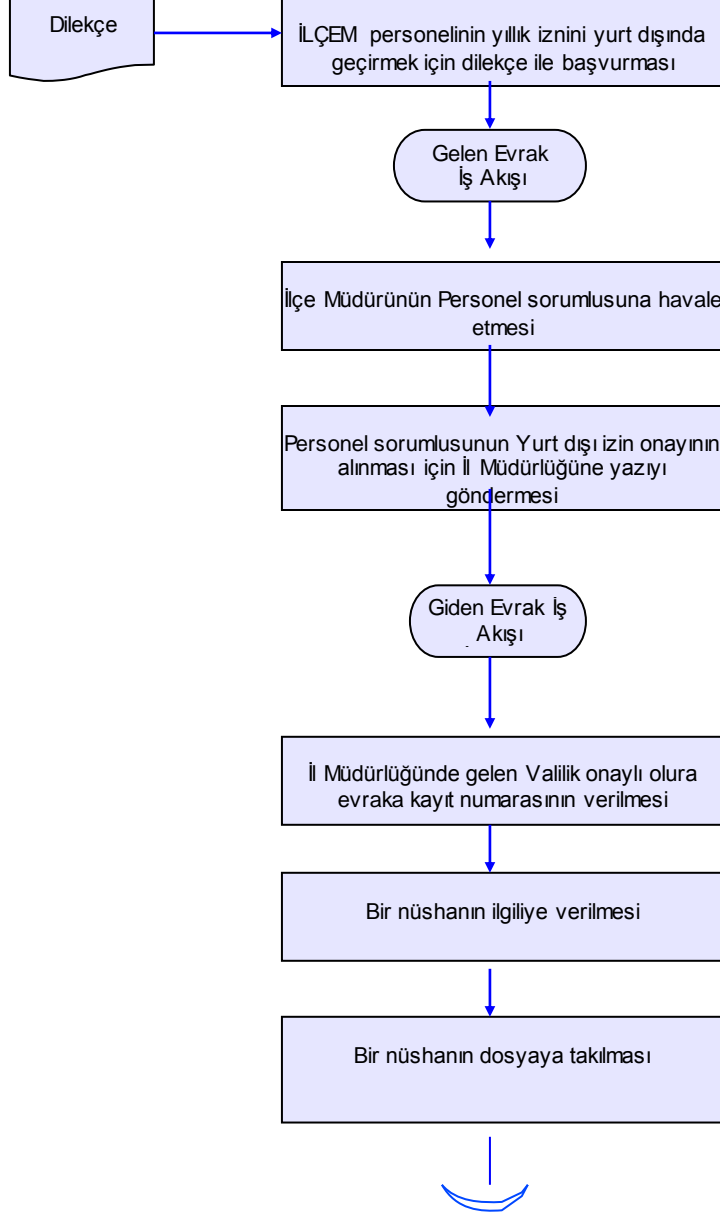 Dilekçe
İLÇEM personelinin yıllık iznini yurt dışında
geçirmek için dilekçe ile başvurması
Gelen Evrak
İş Akışı
İlçe Müdürünün Personel sorumlusuna havale
etmesi
Personel sorumlusunun Yurt dışı izin onayının
alınması için İl Müdürlüğüne yazıyı
göndermesi
Giden Evrak İş
Akışı
İl Müdürlüğünde gelen Valilik onaylı olura
evraka kayıt numarasının verilmesi
Bir nüshanın ilgiliye verilmesi
Bir nüshanın dosyaya takılması